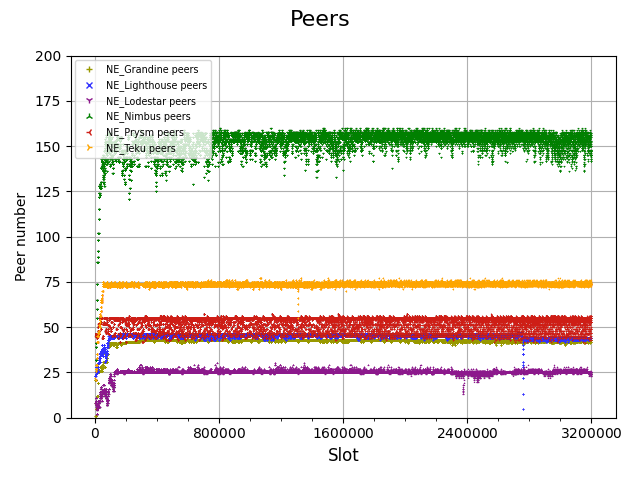 Peers
200
175
150
125
100
75
50
25
0
Peer number
NE_Grandine peers
NE_Lighthouse peers
NE_Lodestar peers
NE_Nimbus peers
NE_Prysm peers
NE_Teku peers
0 800000 1600000 2400000 3200000
Slot